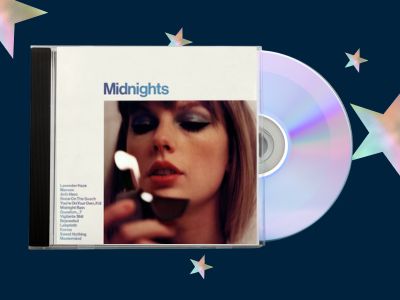 Midnights
Lavender Haze
Maroon
Anti-Hero
Snow On The Beach
You're On Your Own, Kid
Midnight Rain
Question...?
Vigilante Shit
Bejeweled
Labyrinth
Karma
Sweet Nothing
Mastermind